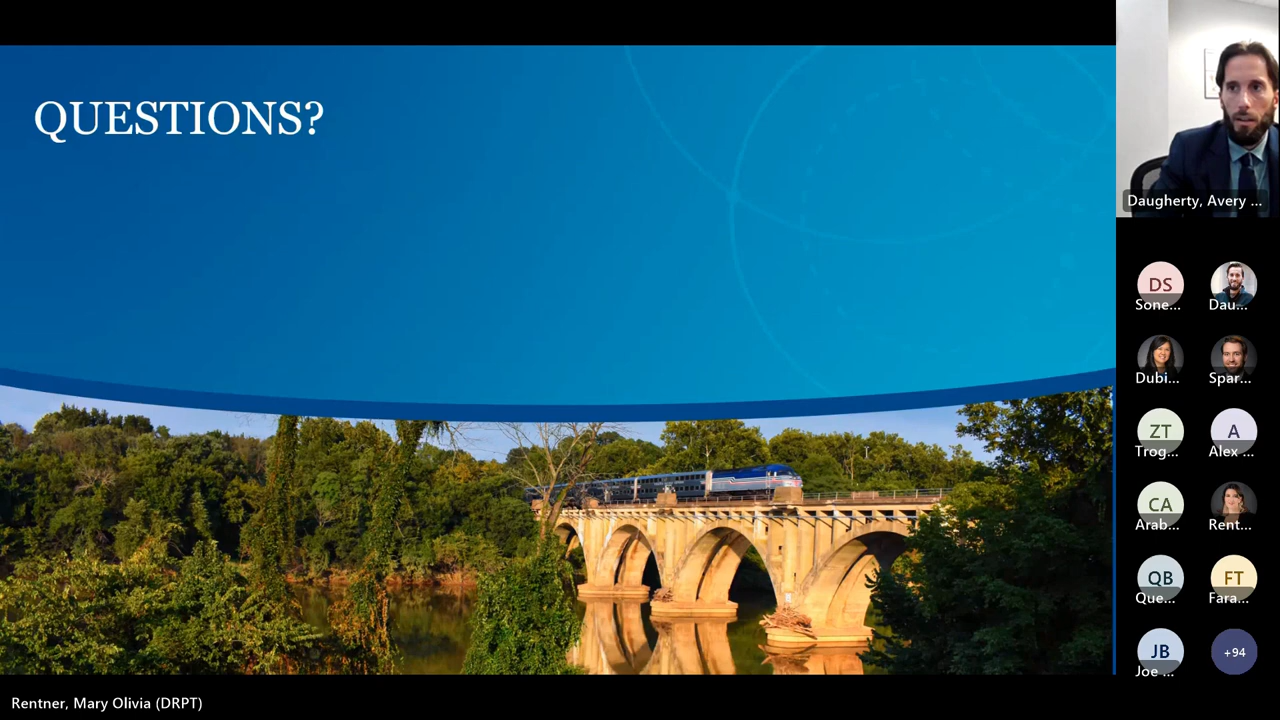 QUESTIONS?
Daugherty, Avery ...
DS
Sone...
Dau...
Dubi...
Spar...
ZT
Trog...
A
Alex ...
CA
Arab...
Rent...
QB
Que...
FT
Fara...
JB
Joe ...
+94
Rentner, Mary Olivia (DRPT)